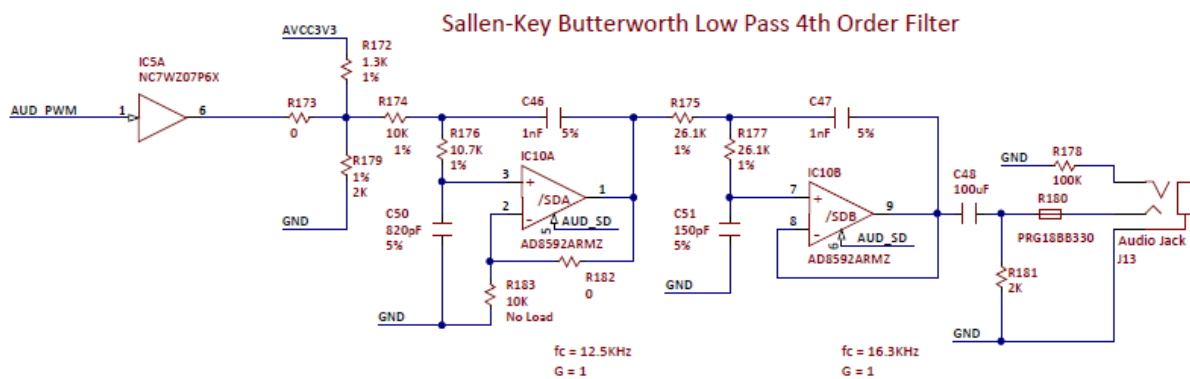 Sallen-Key Butterworth Low Pass 4th Order Filter
AVCC3V3
R172
1.3K
1%
IC5A
NC7WZ07P6X
AUD_PWM
1
6
R173
0
R174
10K
1%
C46
1nF
5%
R175
26.1K
1%
C47
1nF
5%
R176
10.7K
1%
R177
26.1K
1%
R179
1%
2K
GND
IC10A
3
+
2
-
/SDA
1
5
AUD_SD
AD8592ARMZ
C50
820pF
5%
R182
0
R183
10K
No Load
GND
IC10B
7
+
8
-
/SDB
9
6
AUD_SD
AD8592ARMZ
C51
150pF
5%
GND
C48
100uF
GND
R178
100K
R180
PRG18BB330
Audio Jack
J13
R181
2K
GND
fc = 12.5KHz
G = 1
fc = 16.3KHz
G = 1